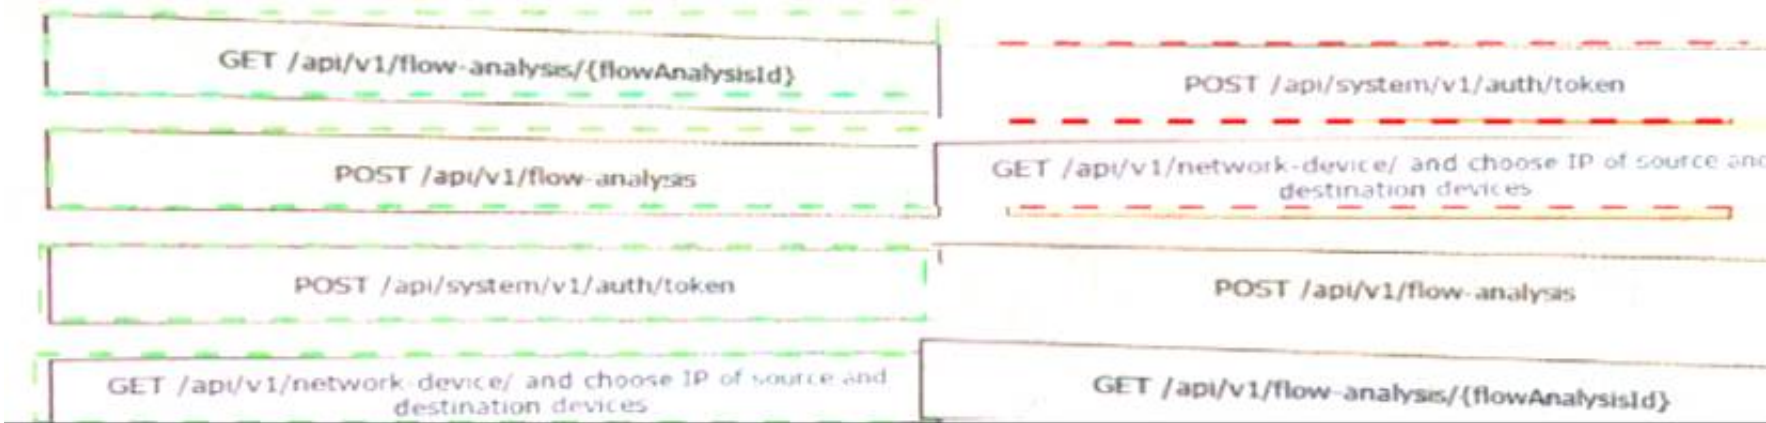 GET /api/v1/flow-analysis/{flowAnalysisId}
POST /api/v1/flow-analysis
POST /api/system/v1/auth/token
GET /api/v1/network-device/ and choose IP of source and
destination devices
POST /api/system/v1/auth/token
GET /api/v1/network-device/ and choose IP of source and
destination devices
POST /api/v1/flow-analysis
GET /api/v1/flow-analysis/{flowAnalysisId}